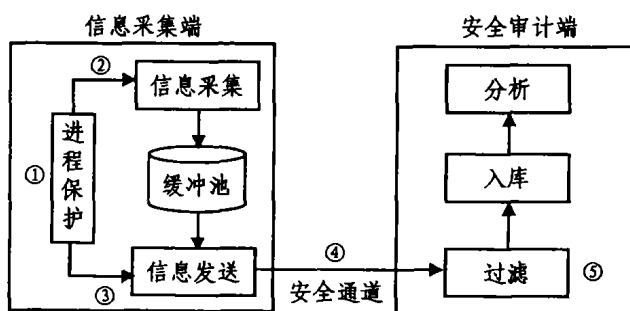 信息采集端
安全审计端
②
信息采集
分析
①
进程保护
缓冲池
入库
④
信息发送
过滤
⑤
③
安全通道